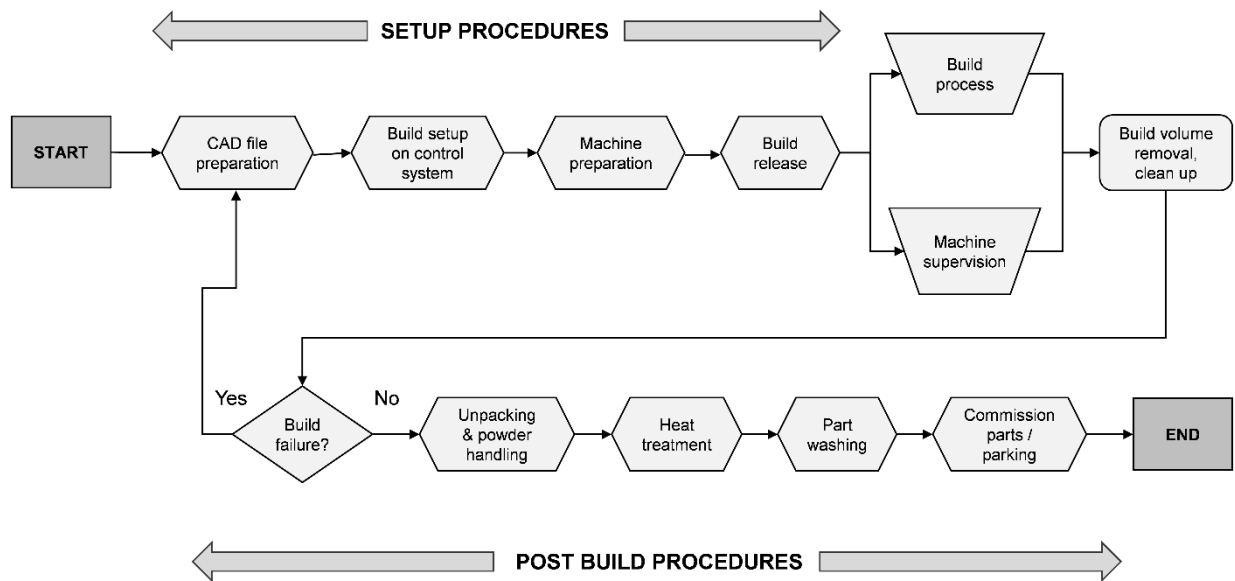 SETUP PROCEDURES
Build
process
START
CAD file
preparation
Build setup
on control
system
Machine
preparation
Build
release
Build volume
removal,
clean up
Machine
supervision
Yes
No
Build
failure?
Unpacking
& powder
handling
Heat
treatment
Part
washing
Commission
parts /
parking
END
POST BUILD PROCEDURES